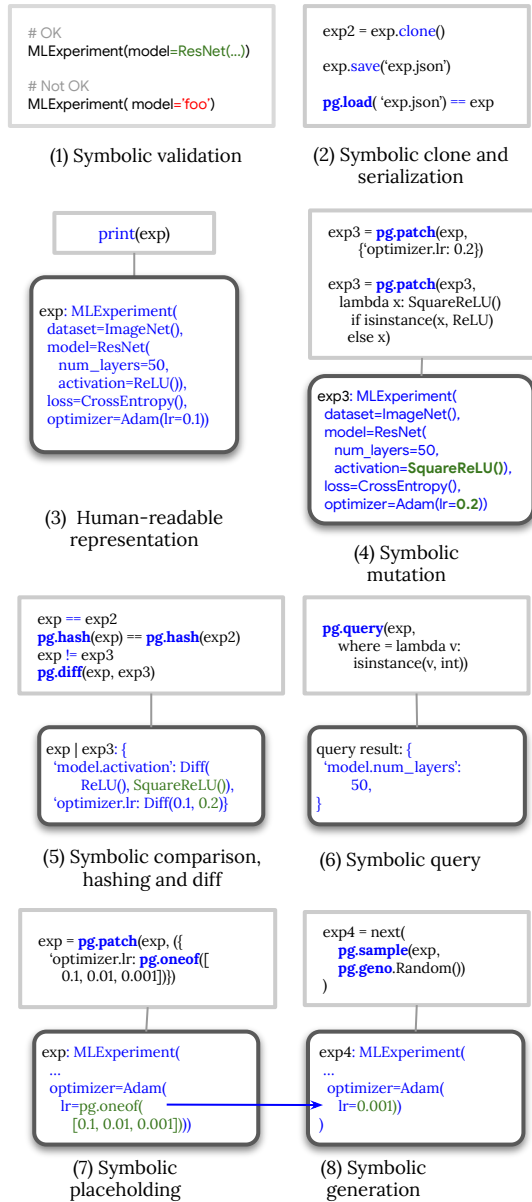 # OK
MLExperiment(model=ResNet(...))
# Not OK
MLExperiment( model='foo')
(1) Symbolic validation
exp2 = exp.clone()
exp.save(‘exp.json’)
pg.load( ‘exp.json’) == exp
(2) Symbolic clone and
serialization
print(exp)
exp: MLExperiment(
dataset=ImageNet(),
model=ResNet(
num_layers=50,
activation=ReLU()),
loss=CrossEntropy(),
optimizer=Adam(lr=0.1))
(3) Human-readable
representation
exp3 = pg.patch(exp,
{‘optimizer.lr: 0.2})
exp3 = pg.patch(exp3,
lambda x: SquareReLU()
if isinstance(x, ReLU)
else x)
exp3: MLExperiment(
dataset=ImageNet(),
model=ResNet(
num_layers=50,
activation=SquareReLU()),
loss=CrossEntropy(),
optimizer=Adam(lr=0.2))
(4) Symbolic
mutation
exp == exp2
pg.hash(exp) == pg.hash(exp2)
exp != exp3
pg.diff(exp, exp3)
exp | exp3: {
‘model.activation’: Diff(
ReLU(), SquareReLU()),
‘optimizer.lr: Diff(0.1, 0.2)}
(5) Symbolic comparison,
hashing and diff
pg.query(exp,
where = lambda v:
isinstance(v, int))
query result: {
‘model.num_layers’:
50,
}
(6) Symbolic query
exp = pg.patch(exp, ({
‘optimizer.lr: pg.oneof([
0.1, 0.01, 0.001])})
exp: MLExperiment(
...
optimizer=Adam(
lr=pg.oneof(
[0.1, 0.01, 0.001])))
(7) Symbolic
placeholding
exp4 = next(
pg.sample(exp,
pg.geno.Random())
)
exp4: MLExperiment(
...
optimizer=Adam(
lr=0.001))
)
(8) Symbolic
generation